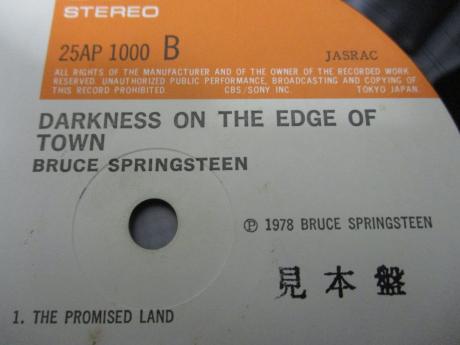 STEREO
25AP 1000 B
JASRAC
ALL RIGHTS OF THE MANUFACTURER AND OF THE OWNER OF THE RECORDED WORK
RESERVED. UNAUTHORIZED PUBLIC PERFORMANCE, BROADCASTING AND COPYING OF
THIS RECORD PROHIBITED. CBS/SONY INC. TOKYO JAPAN.
DARKNESS ON THE EDGE OF
TOWN
BRUCE SPRINGSTEEN
Ⓟ 1978 BRUCE SPRINGSTEEN
見本盤
1. THE PROMISED LAND